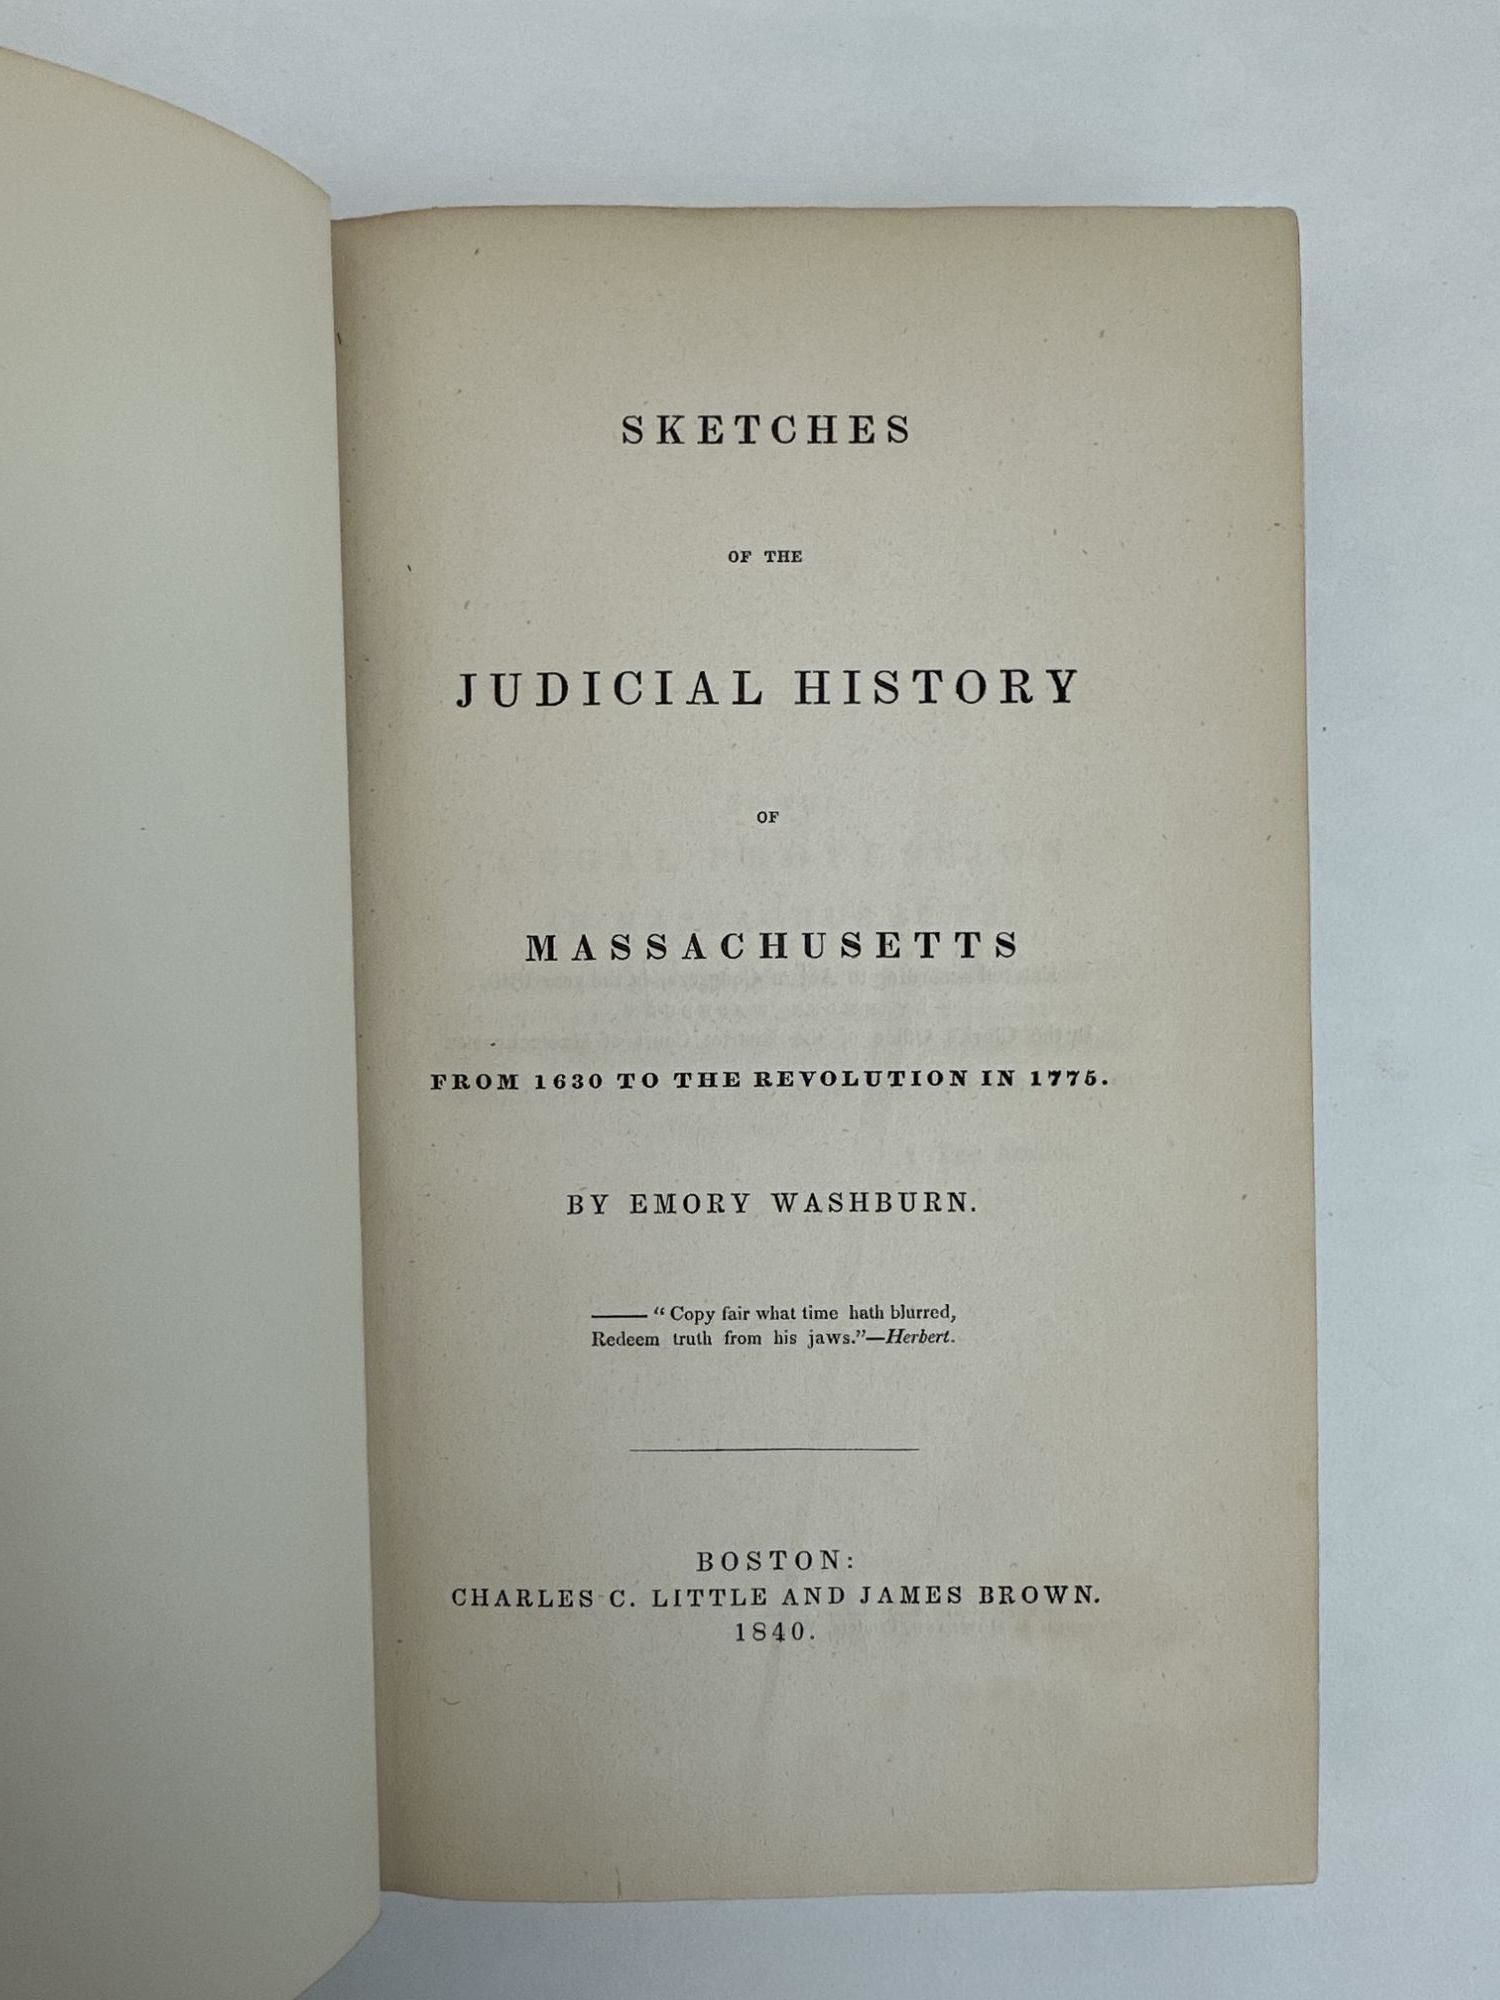 SKETCHES
OF THE
JUDICIAL HISTORY
OF
MASSACHUSETTS
FROM 1630 TO THE REVOLUTION IN 1775.
BY EMORY WASHBURN.
—— “Copy fair what time hath blurred,
Redeem truth from his jaws.”—Herbert.
BOSTON:
CHARLES C. LITTLE AND JAMES BROWN.
1840.